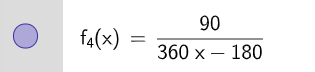 f₄(x) = 90 / (360 x – 180)